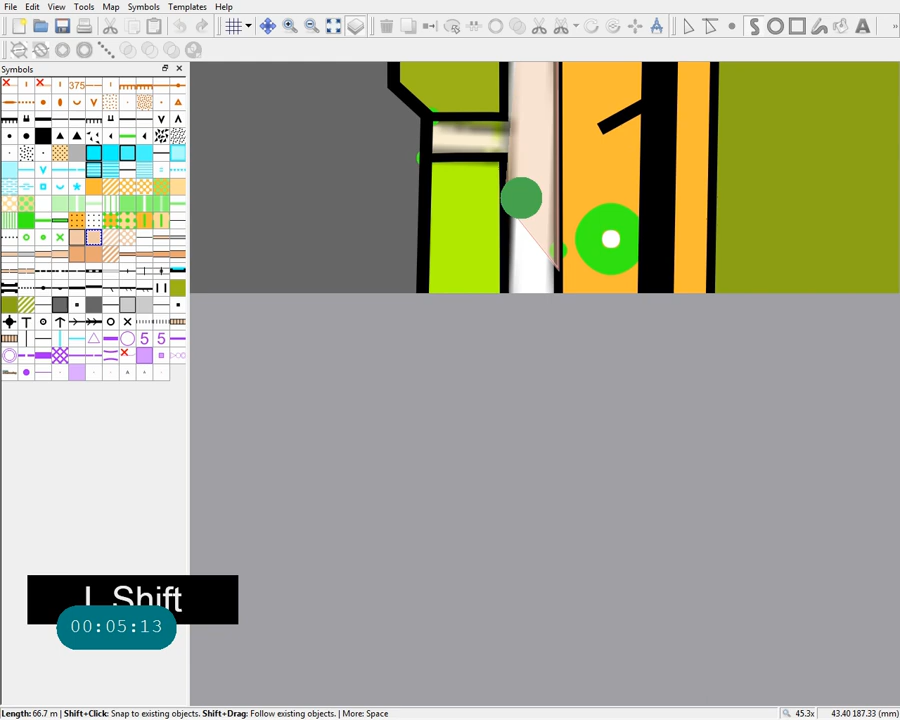 File Edit View Tools Map Symbols Templates Help
Symbols
375
5 5
L Shift
00:05:13
Length: 66.7 m | Shift+Click: Snap to existing objects. Shift+Drag: Follow existing objects. | More: Space
45.3x
43.40 187.33 (mm)